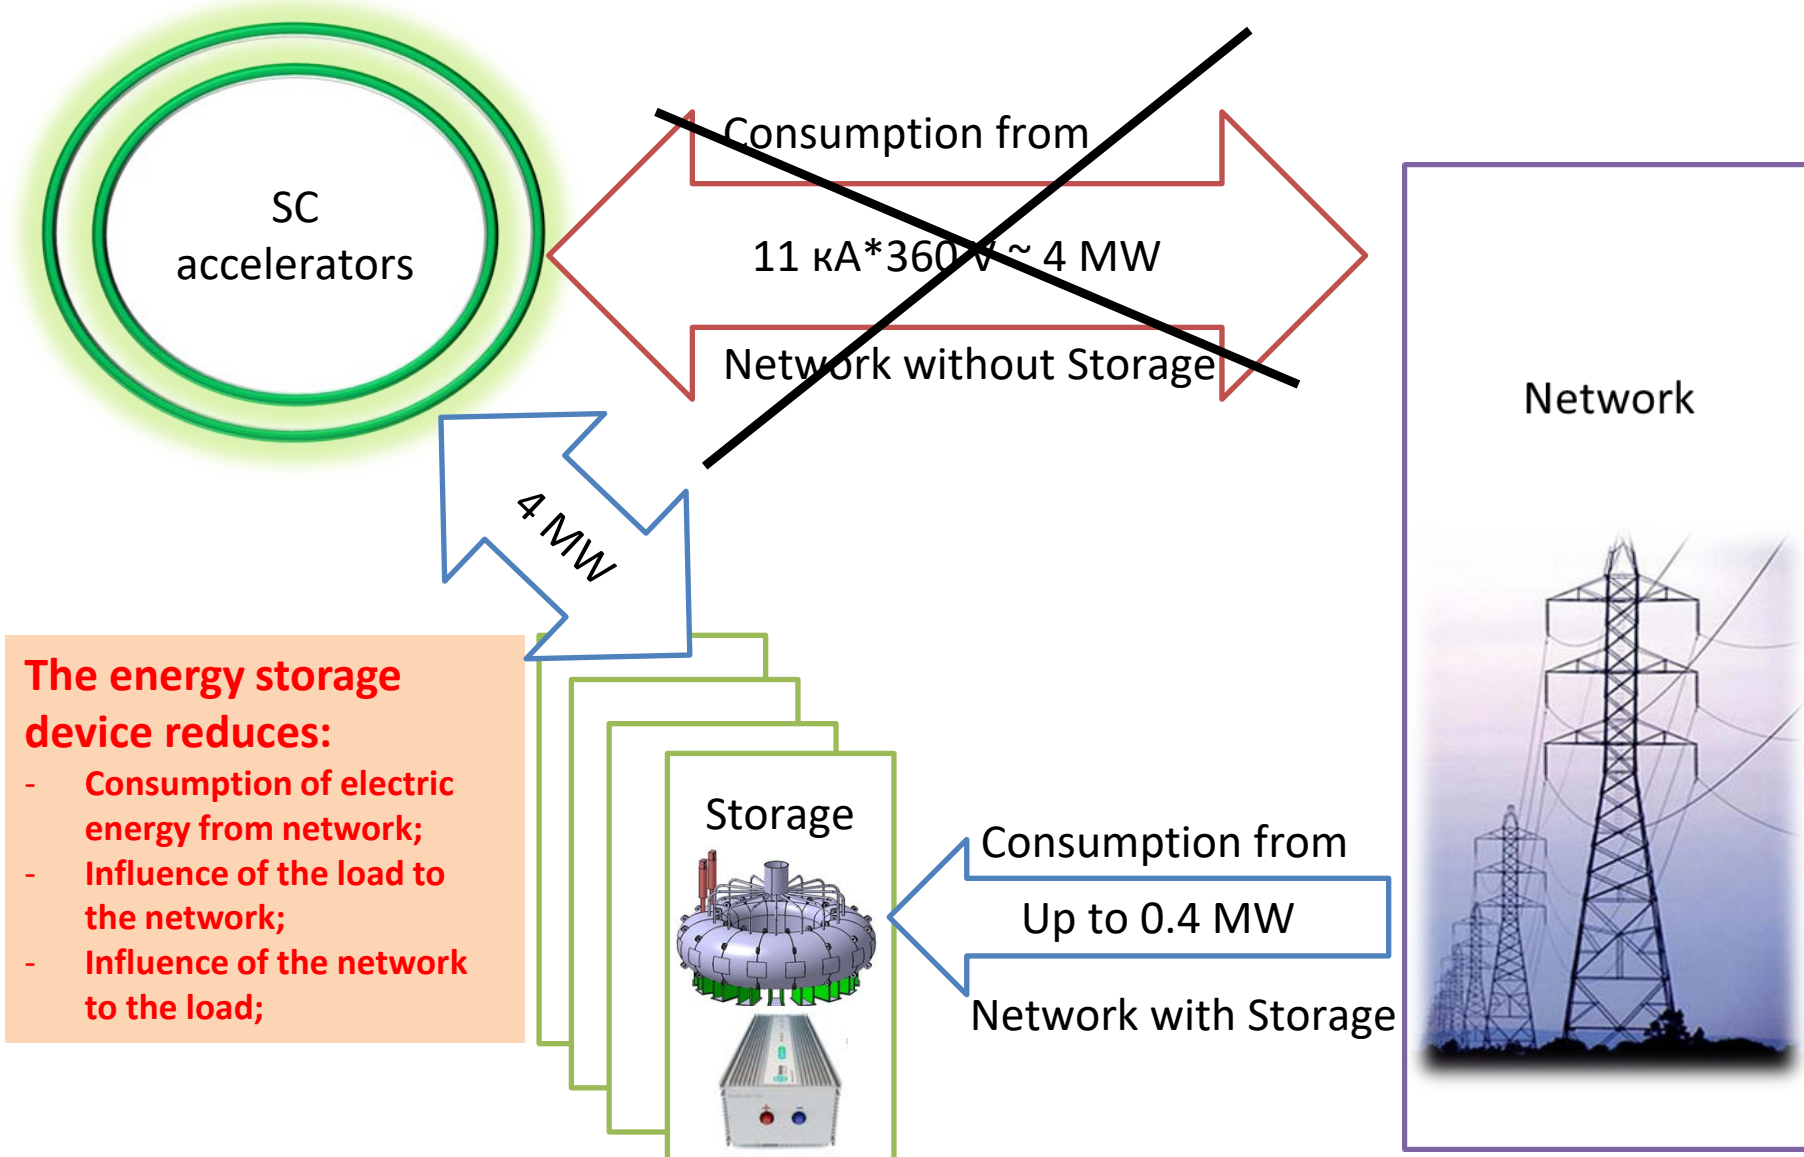 SC
accelerators
Consumption from
11 кА*360 V ~ 4 MW
Network without Storage
Network
4 MW
The energy storage
device reduces:
- Consumption of electric
energy from network;
- Influence of the load to
the network;
- Influence of the network
to the load;
Storage
Consumption from
Up to 0.4 MW
Network with Storage